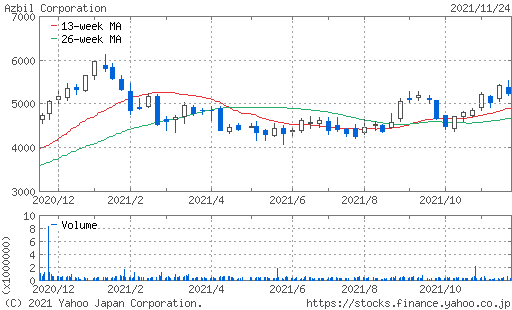 Azbil Corporation 2021/11/24
7000
13-week MA
26-week MA
6000
5000
4000
3000
2020/12 2021/2 2021/4 2021/6 2021/8 2021/10
10
Volume
8
6
4
2
0
(x1000000)
2020/12 2021/2 2021/4 2021/6 2021/8 2021/10
(C) 2021 Yahoo Japan Corporation. https://stocks.finance.yahoo.co.jp/